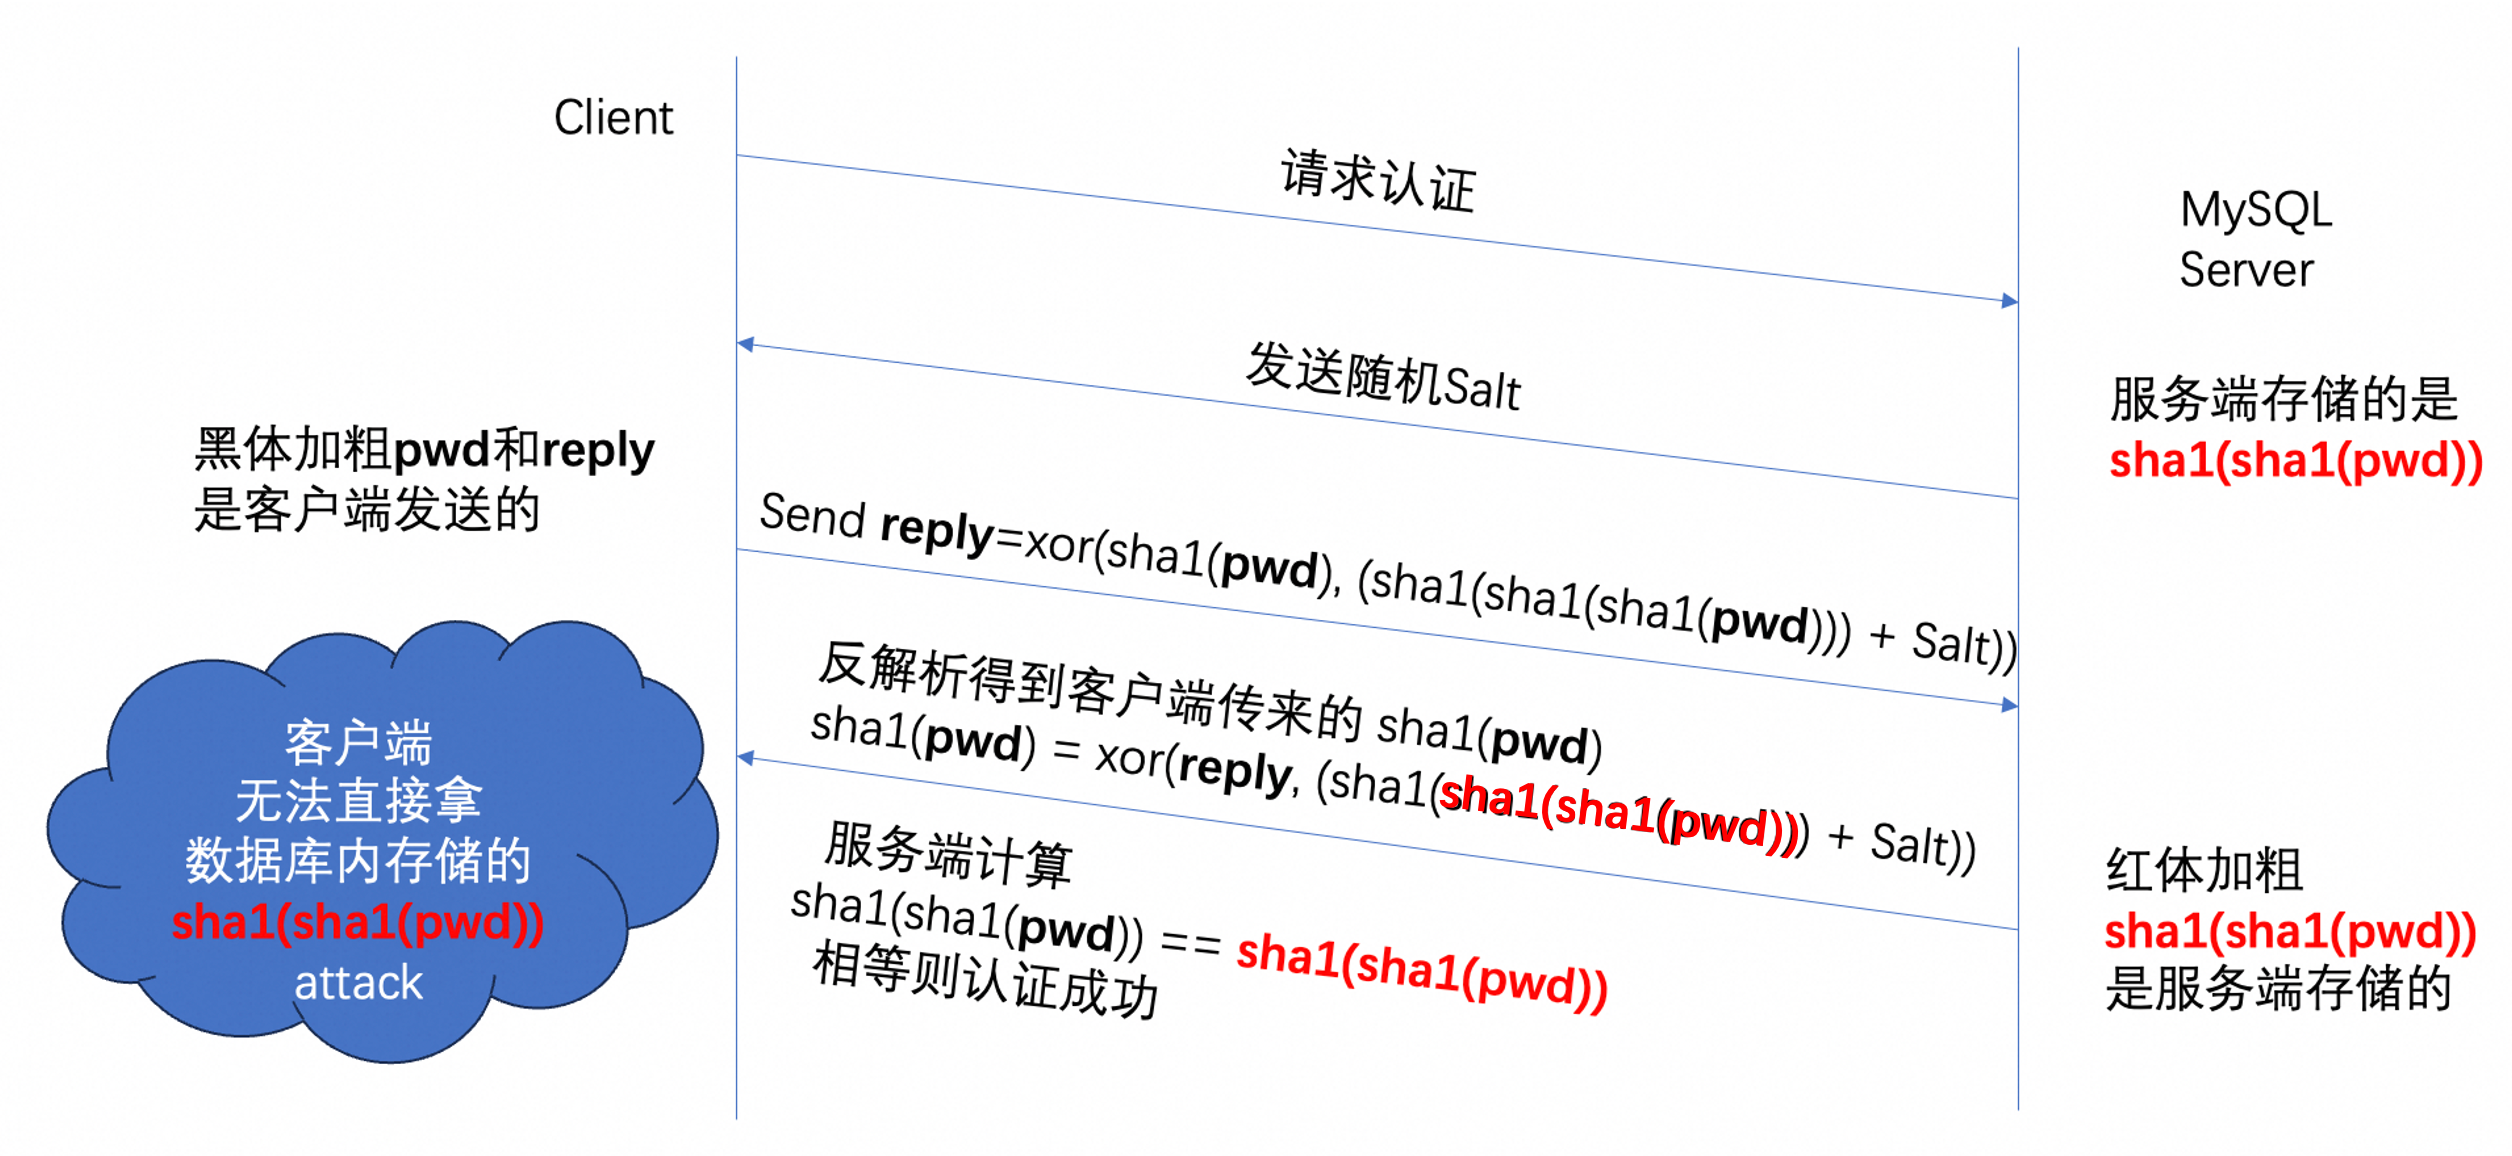 Client
请求认证
MySQL
Server
发送随机Salt
服务端存储的是
sha1(sha1(pwd))
黑体加粗pwd和reply
是客户端发送的
Send reply=xor(sha1(pwd), (sha1(sha1(sha1(pwd))) + Salt))
反解析得到客户端传来的 sha1(pwd)
sha1(pwd) = xor(reply, (sha1(sha1(sha1(pwd))) + Salt))
客户端
无法直接拿
数据库内存储的
sha1(sha1(pwd))
attack
服务端计算
sha1(sha1(pwd)) == sha1(sha1(pwd))
相等则认证成功
红体加粗
sha1(sha1(pwd))
是服务端存储的